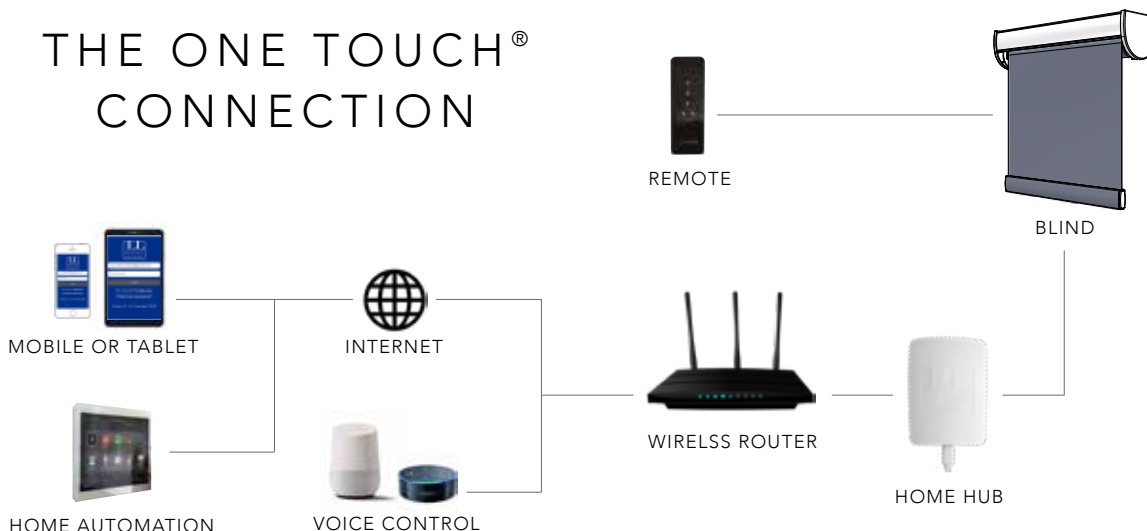 THE ONE TOUCH®
CONNECTION
REMOTE
BLIND
MOBILE OR TABLET
INTERNET
WIRELSS ROUTER
HOME HUB
HOME AUTOMATION
VOICE CONTROL